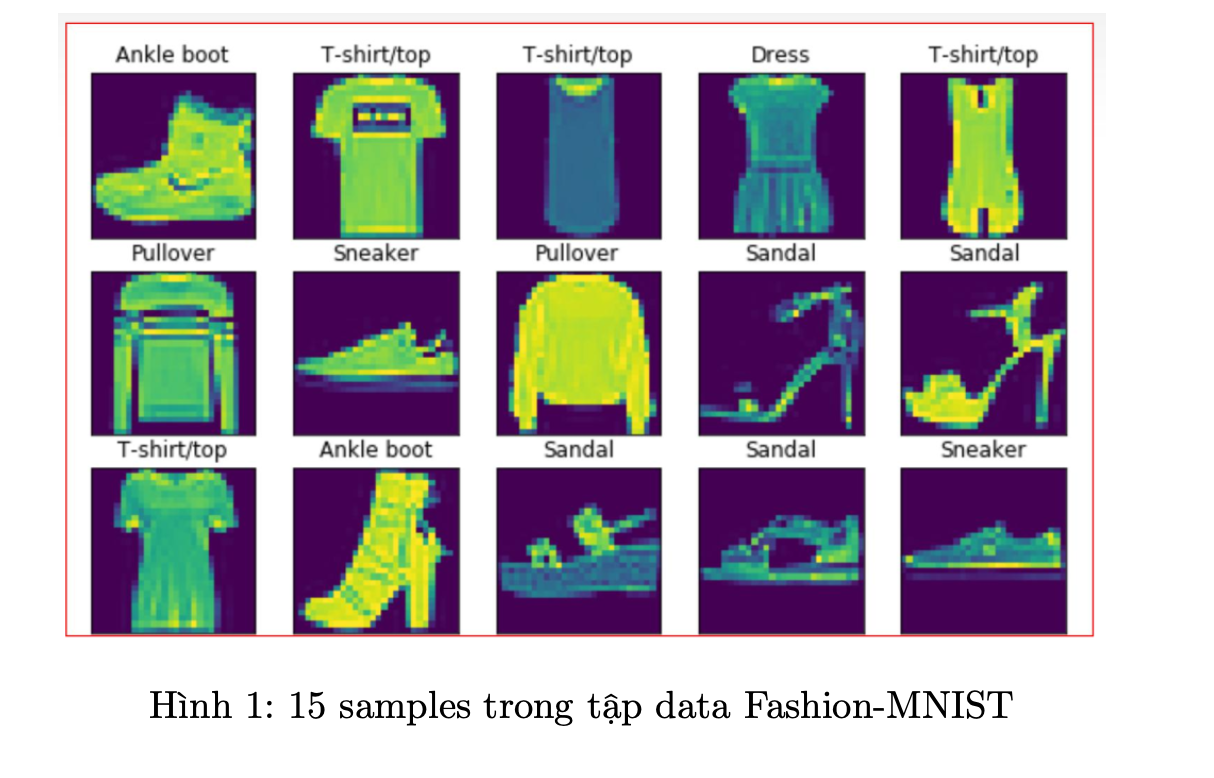 Ankle boot T-shirt/top T-shirt/top Dress T-shirt/top
Pullover Sneaker Pullover Sandal Sandal
T-shirt/top Ankle boot Sandal Sandal Sneaker
Hình 1: 15 samples trong tập data Fashion-MNIST